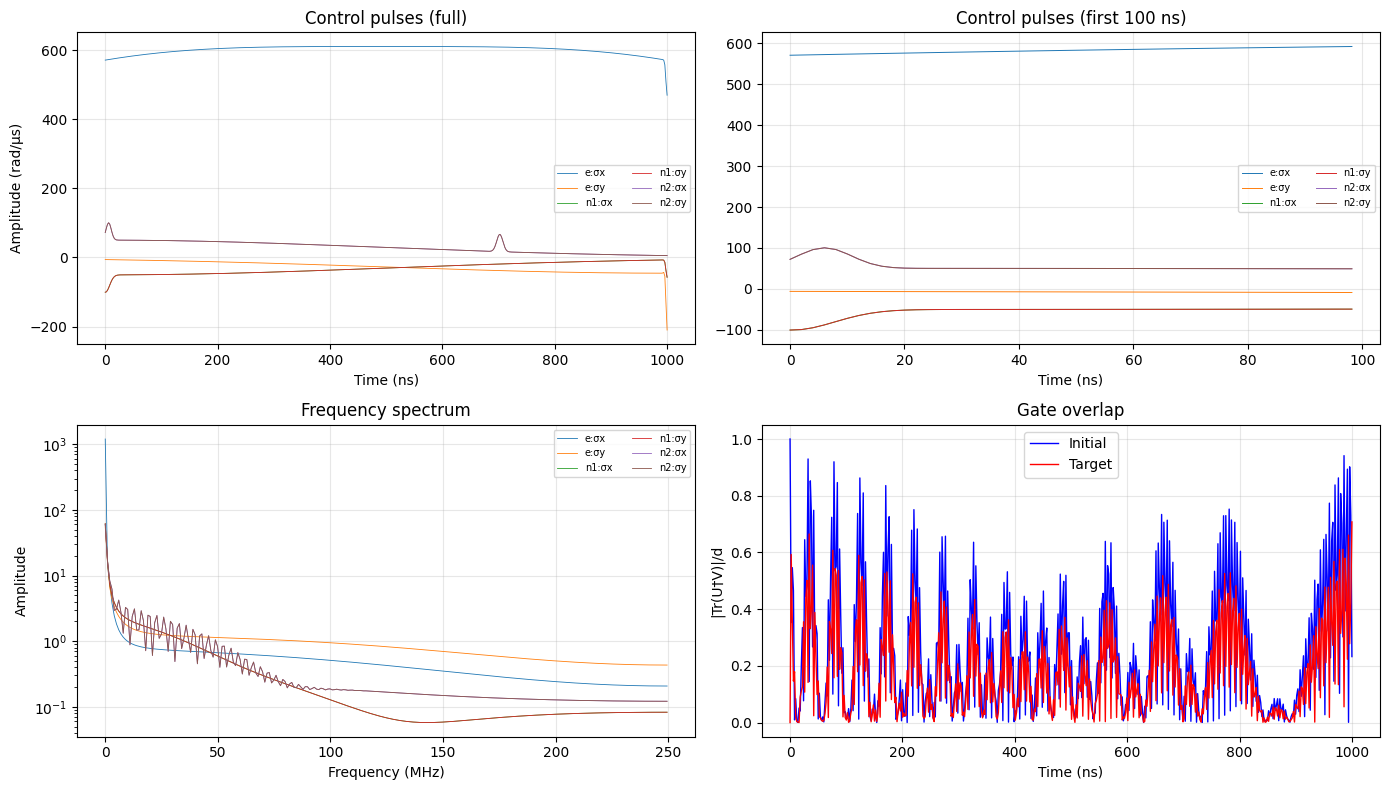 Control pulses (full)
Amplitude (rad/μs)
600
400
200
0
−200
e:σx
e:σy
n1:σx
n1:σy
n2:σx
n2:σy
0 200 400 600 800 1000
Time (ns)
Control pulses (first 100 ns)
600
500
400
300
200
100
0
−100
e:σx
e:σy
n1:σx
n1:σy
n2:σx
n2:σy
0 20 40 60 80 100
Time (ns)
Frequency spectrum
Amplitude
10³
10²
10¹
10⁰
10⁻¹
e:σx
e:σy
n1:σx
n1:σy
n2:σx
n2:σy
0 50 100 150 200 250
Frequency (MHz)
Gate overlap
|Tr(U†V)|/d
1.0
0.8
0.6
0.4
0.2
0.0
Initial
Target
0 200 400 600 800 1000
Time (ns)